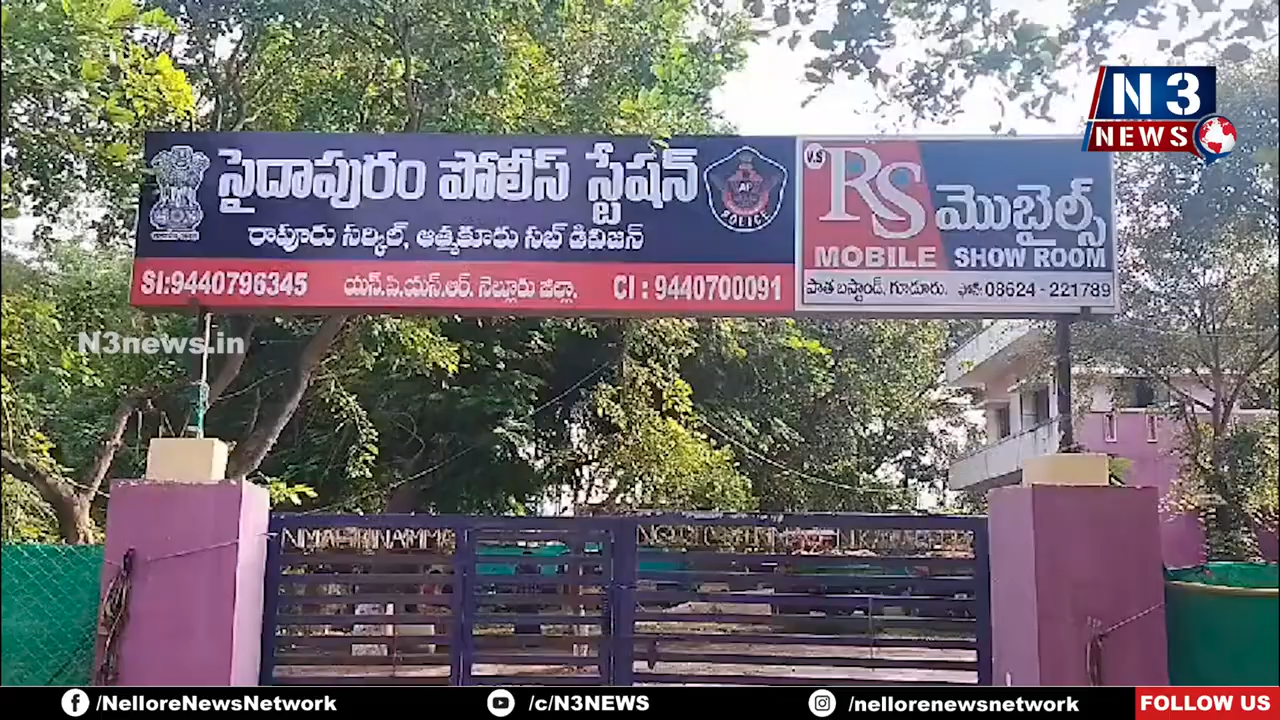 N3
NEWS
సైదాపురం పోలీస్ స్టేషన్
రాపూరు సర్కిల్, ఆత్మకూరు సబ్ డివిజన్
SI:9440796345 యస్.పి.యస్.ఆర్. నెల్లూరు జిల్లా. CI : 9440700091
AP
POLICE
V.S
RS మొబైల్స్
MOBILE SHOW ROOM
పాత బస్టాండ్, గూడూరు. ఫోన్: 08624 - 221789
N3news.in
/NelloreNewsNetwork /c/N3NEWS /nellorenewsnetwork FOLLOW US